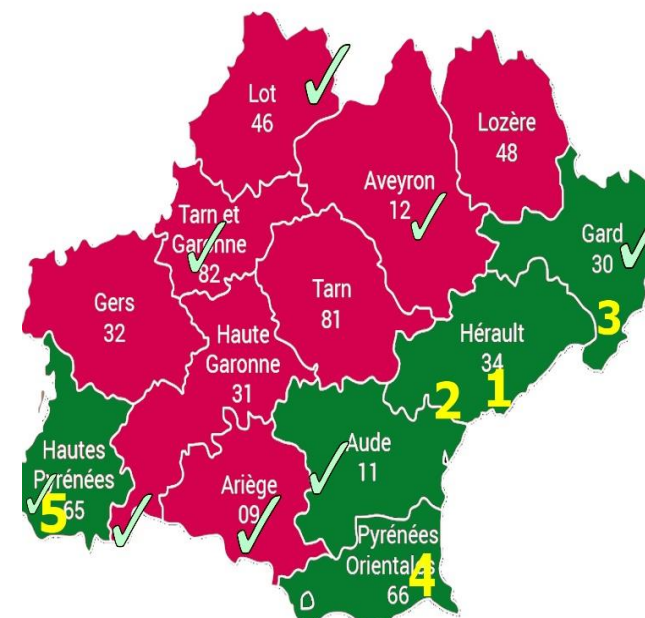 Lot
46
Lozère
48
Aveyron
12
Tarn et
Garonne
82
Gard
30
3
Gers
32
Tarn
81
Haute
Garonne
31
Hérault
34
1
2
Hautes
Pyrénées
65
5
Ariège
09
Aude
11
Pyrénées
Orientales
66
4